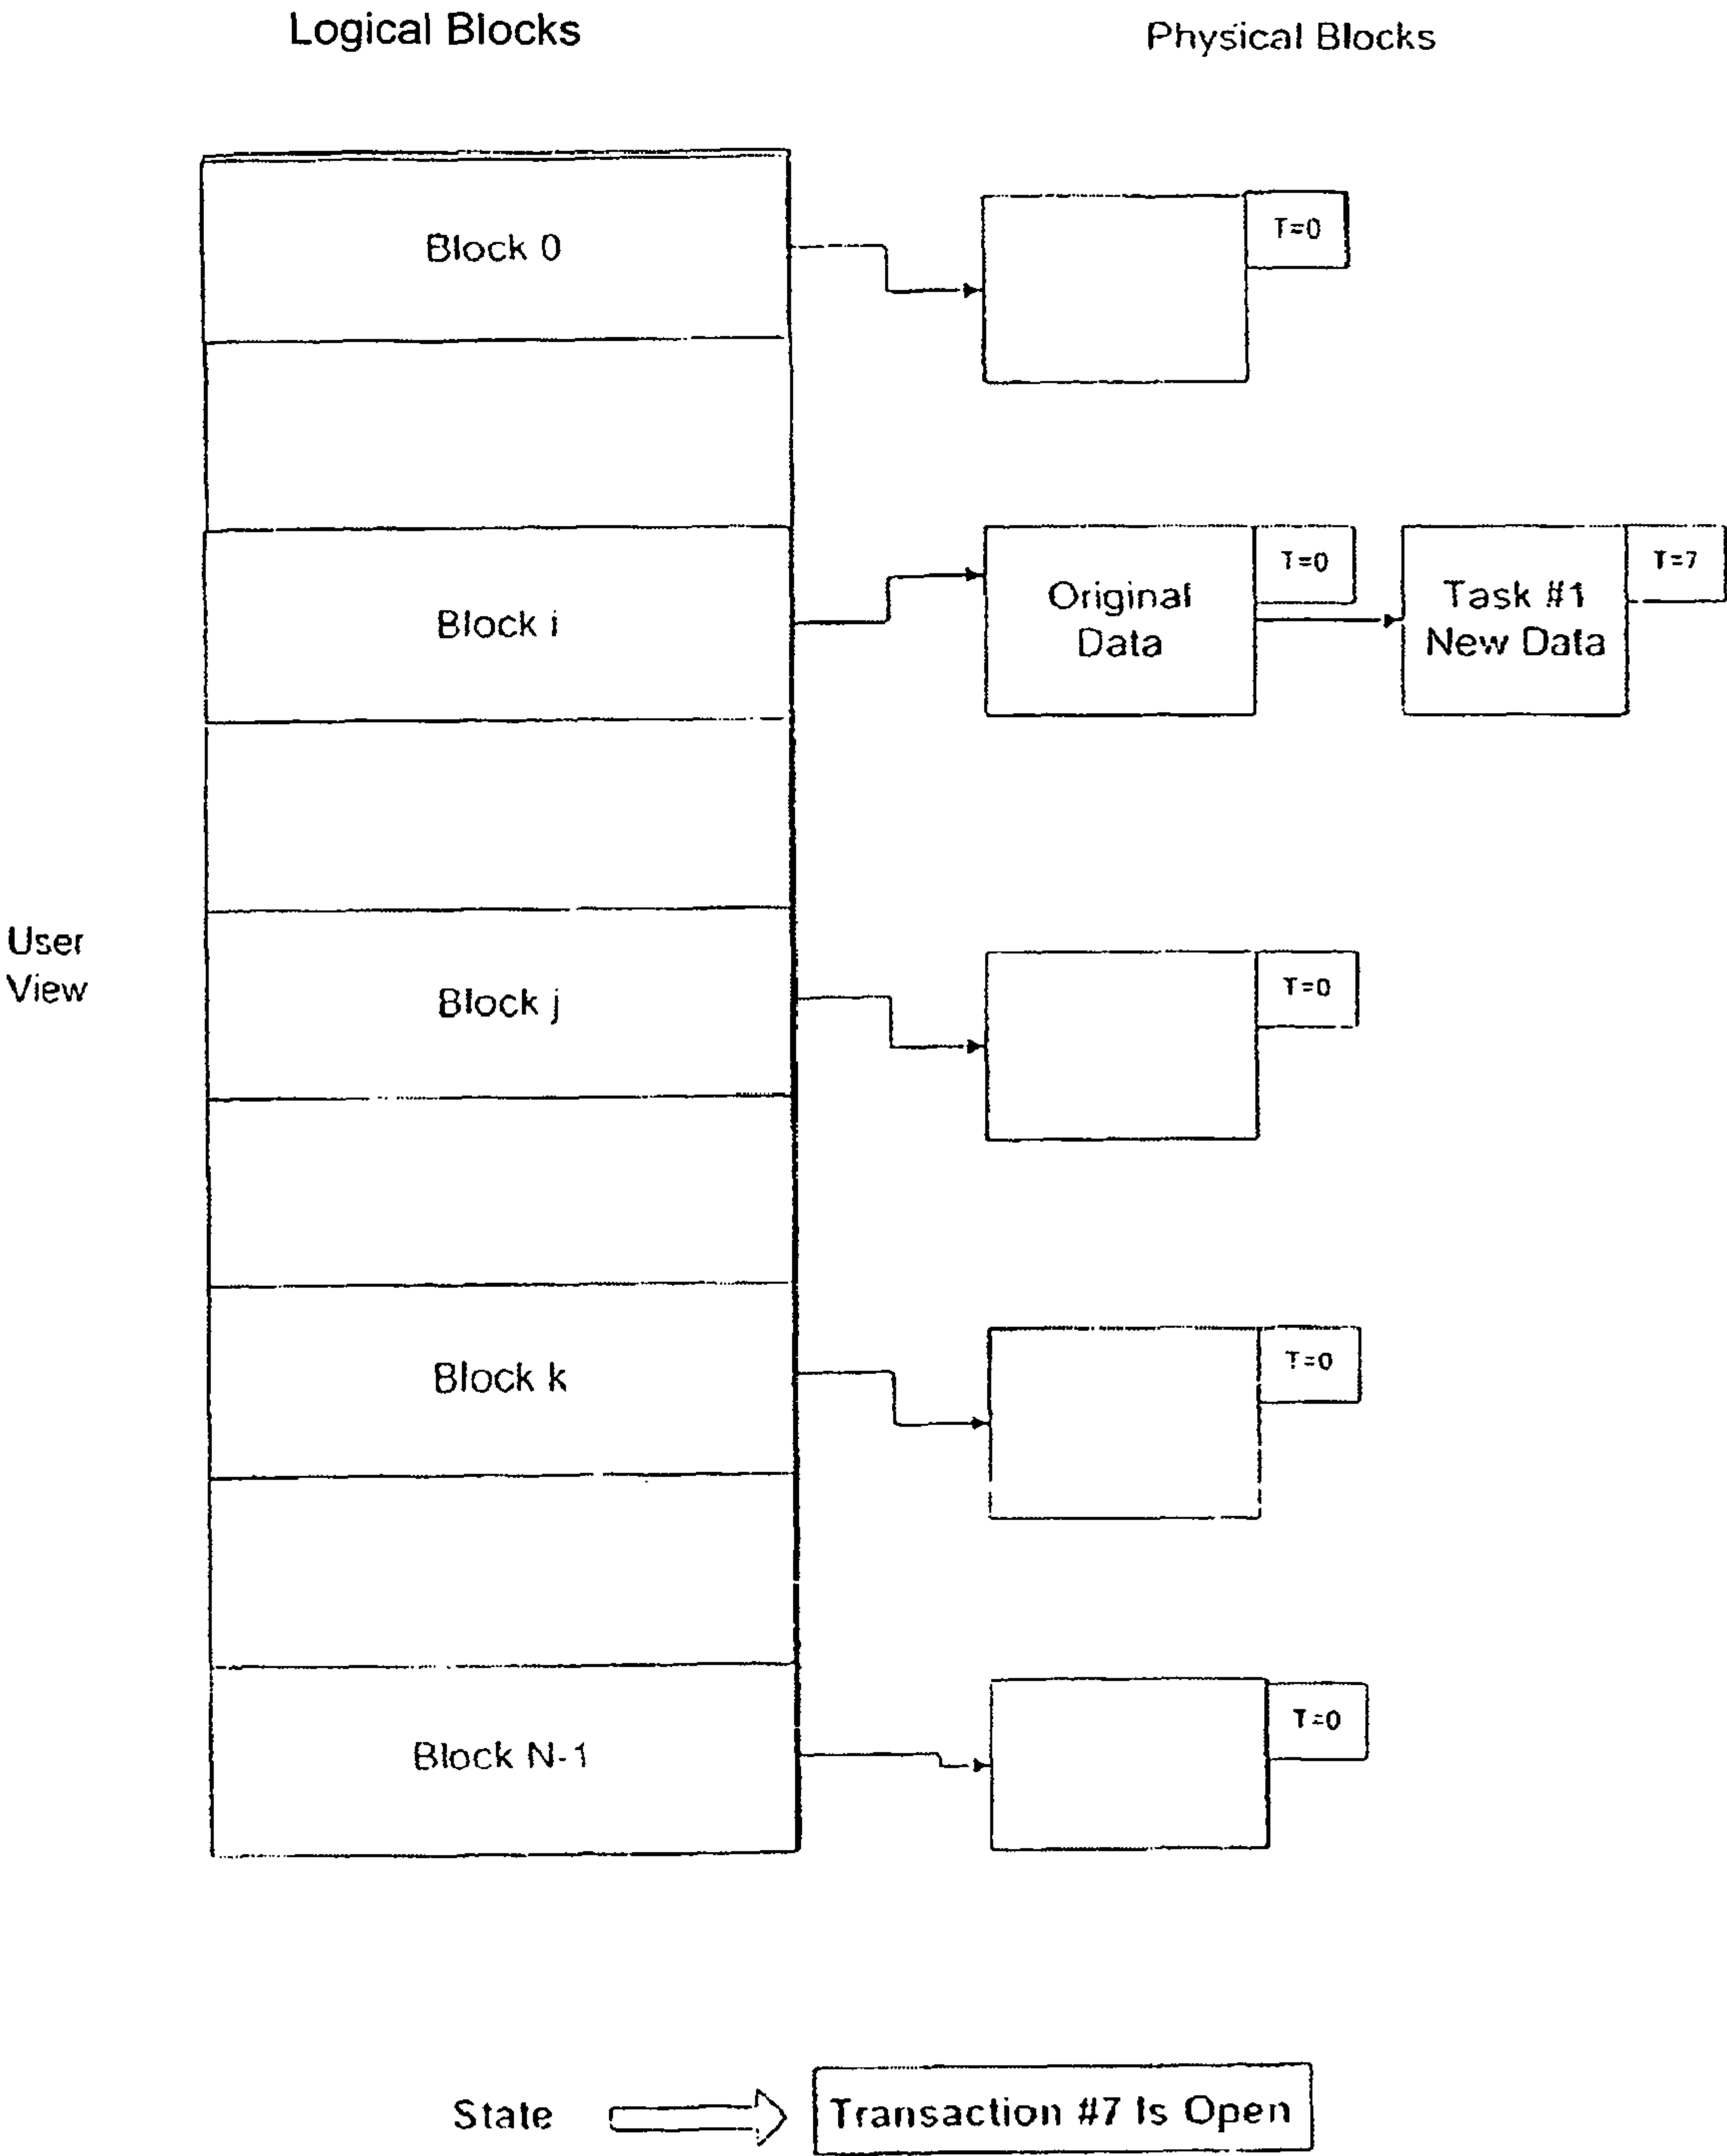 Logical Blocks
Physical Blocks
Block 0
T=0
Block i
Original
Data
T=0
Task #1
New Data
T=7
User
View
Block j
T=0
Block k
T=0
Block N-1
T=0
State
Transaction #7 Is Open